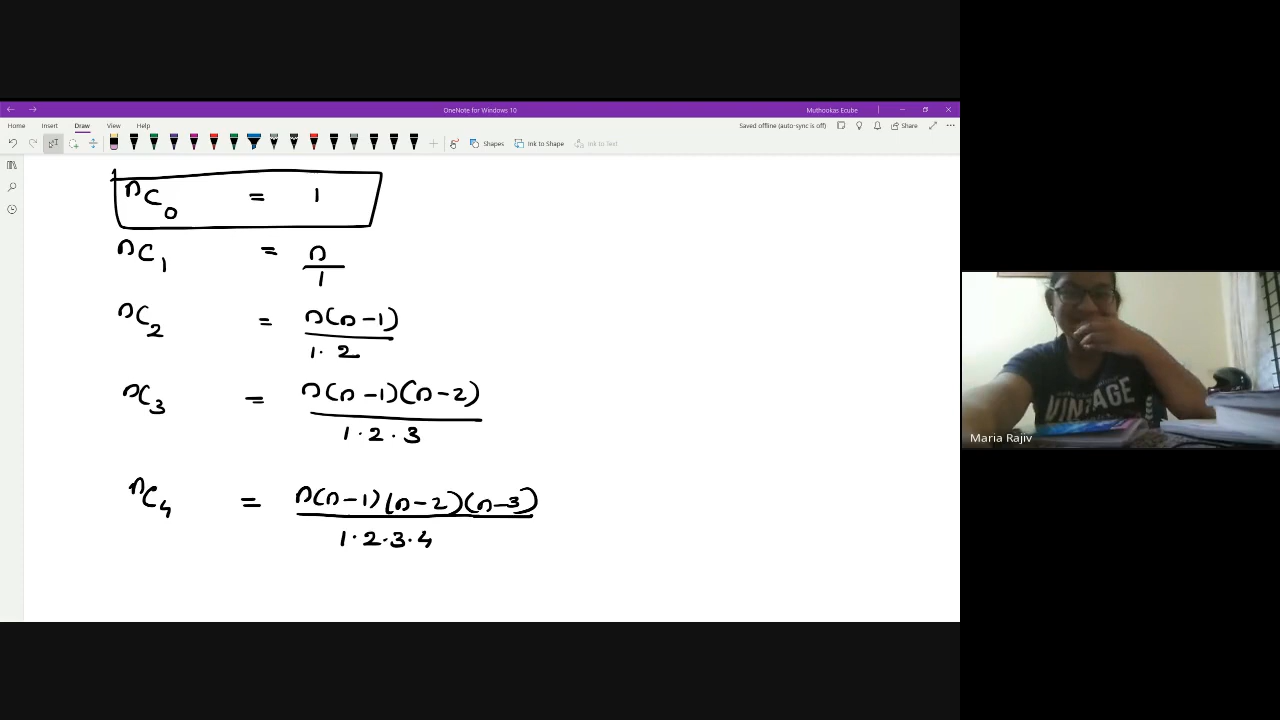 OneNote for Windows 10
Muthookas Ecube
Home Insert Draw View Help
Saved offline (auto-sync is off) Share
Shapes Ink to Shape Ink to Text
nC0 = 1
nC1 = n/1
nC2 = n(n-1)/1·2
nC3 = n(n-1)(n-2)/1·2·3
nC4 = n(n-1)(n-2)(n-3)/1·2·3·4
VINTAGE
Maria Rajiv